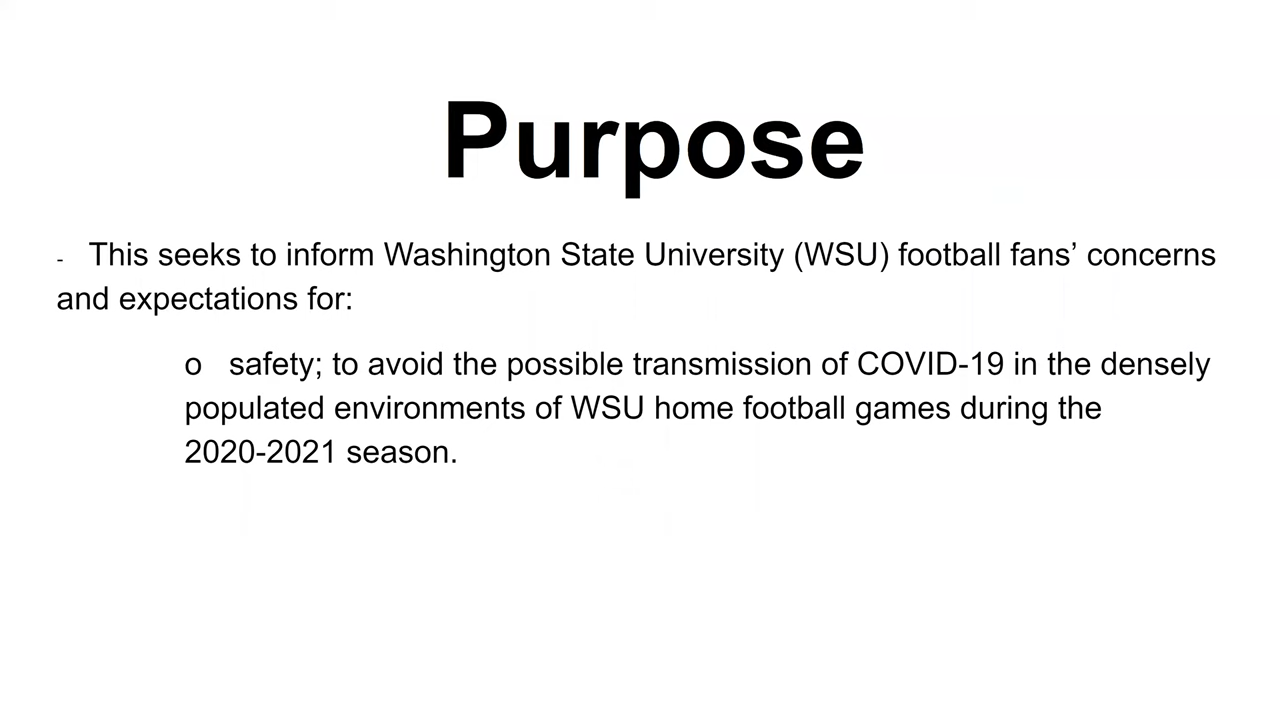 Purpose
- This seeks to inform Washington State University (WSU) football fans’ concerns
and expectations for:
o safety; to avoid the possible transmission of COVID-19 in the densely
populated environments of WSU home football games during the
2020-2021 season.